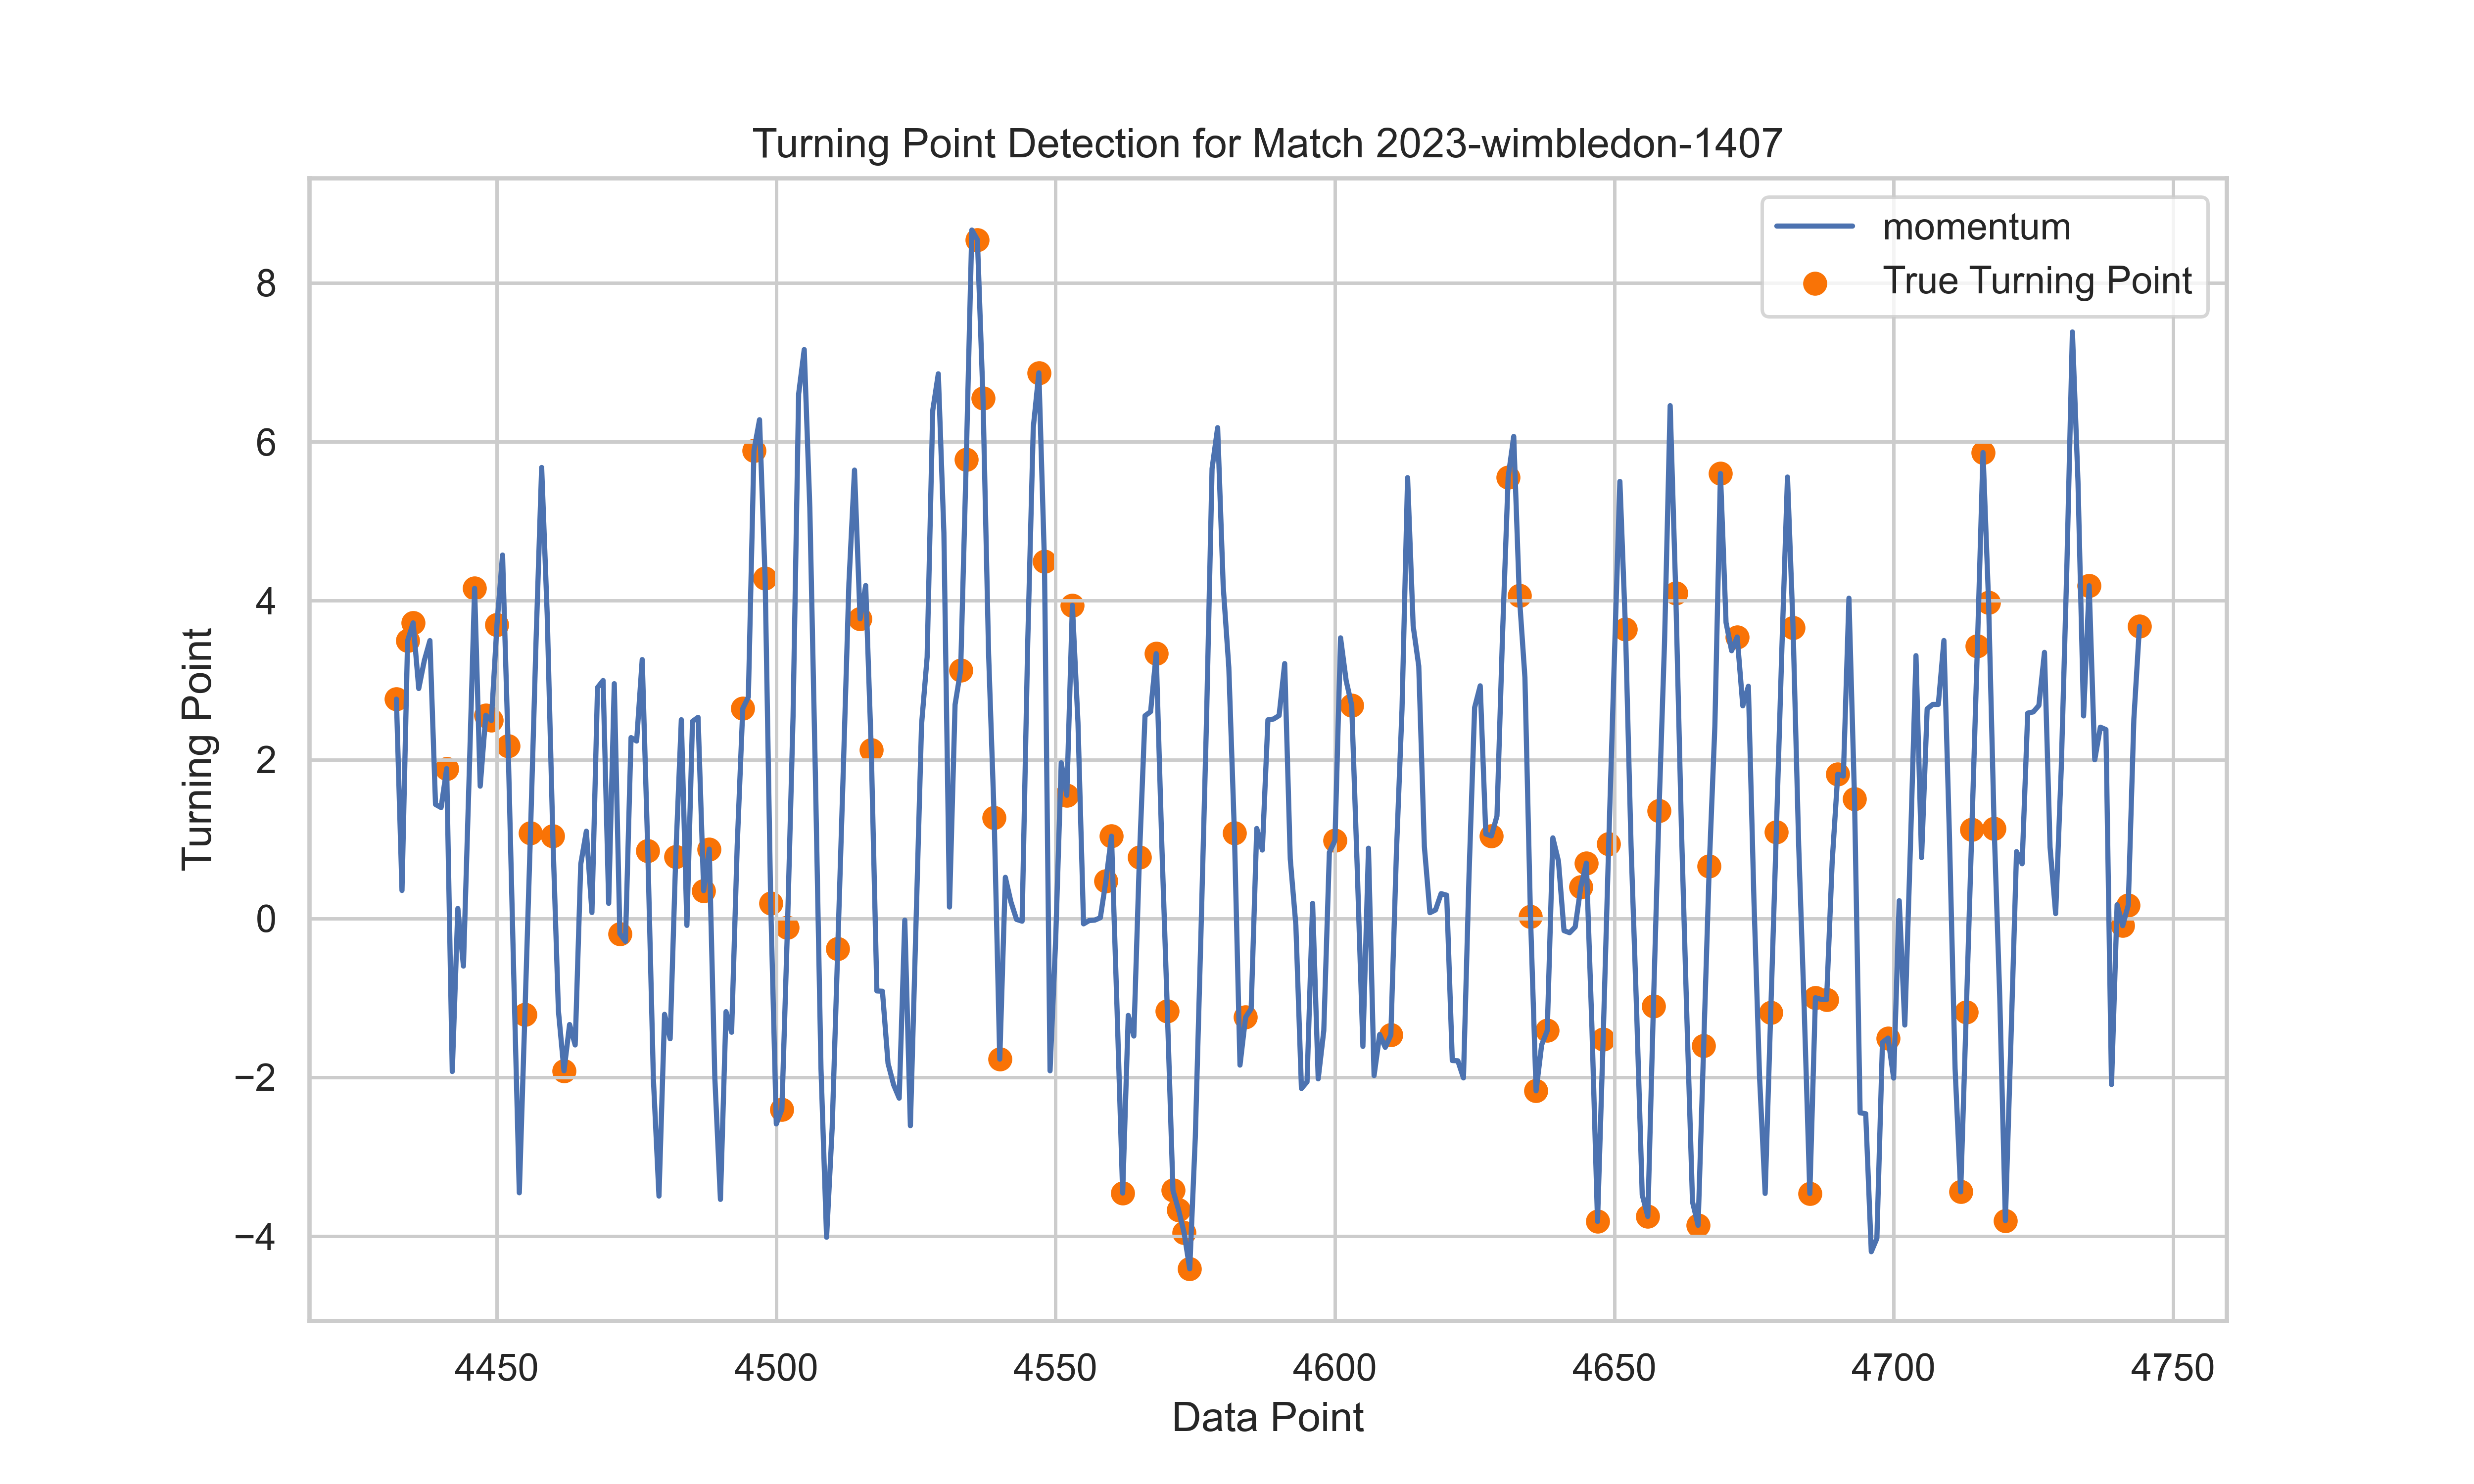 Turning Point Detection for Match 2023-wimbledon-1407
momentum
True Turning Point
Turning Point
8
6
4
2
0
−2
−4
4450 4500 4550 4600 4650 4700 4750
Data Point